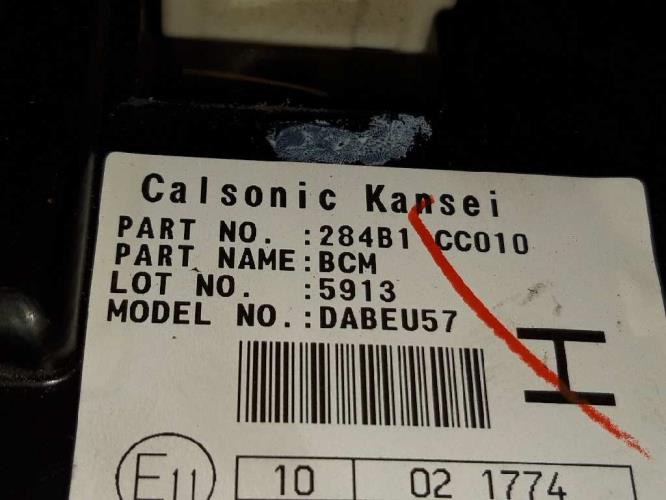 Calsonic Kansei
PART NO. :284B1 CC010
PART NAME:BCM
LOT NO. :5913
MODEL NO.:DABEU57
I
E11
10 02 1774